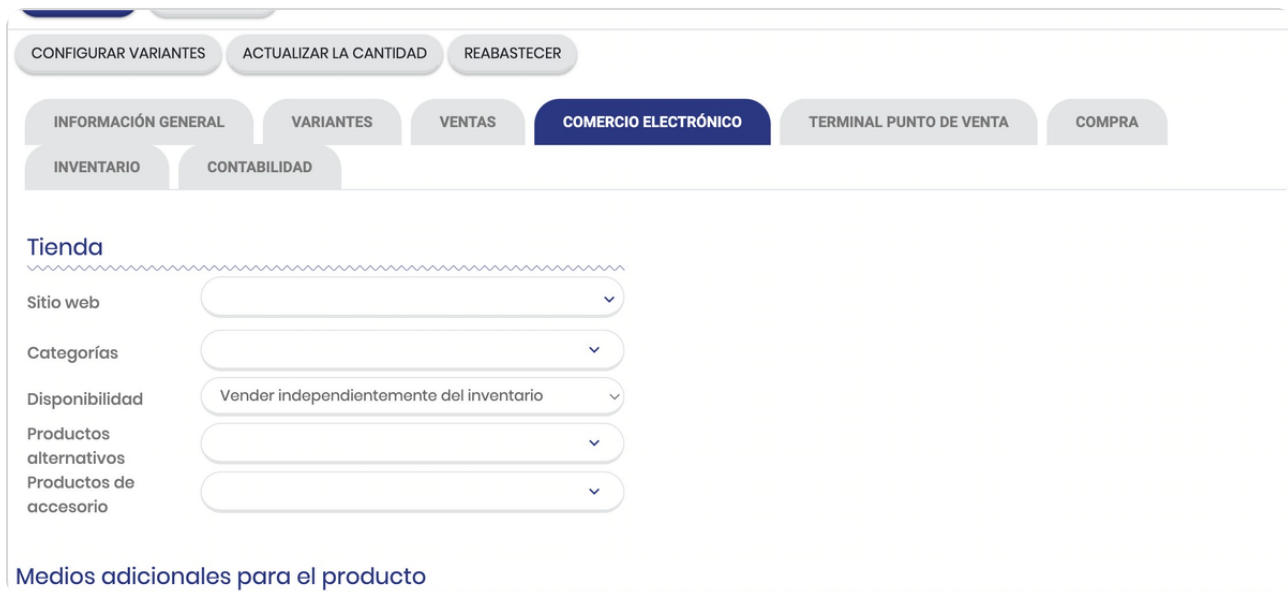 CONFIGURAR VARIANTES ACTUALIZAR LA CANTIDAD REABASTECER
INFORMACIÓN GENERAL VARIANTES VENTAS COMERCIO ELECTRÓNICO TERMINAL PUNTO DE VENTA COMPRA
INVENTARIO CONTABILIDAD
Tienda
Sitio web
Categorías
Disponibilidad Vender independientemente del inventario
Productos
alternativos
Productos de
accesorio
Medios adicionales para el producto